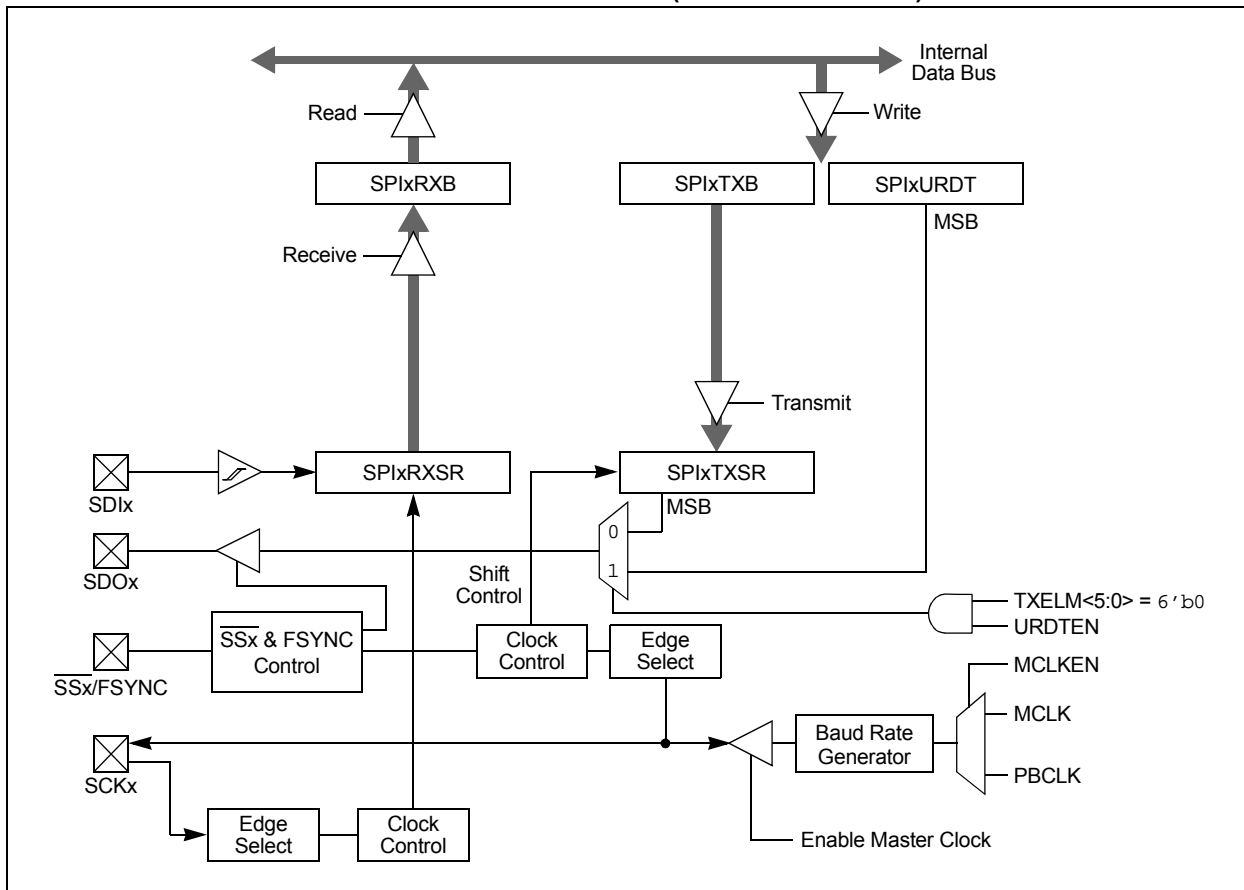 Internal
Data Bus
Read
Write
SPIxRXB
SPIxTXB
SPIxURDT
MSB
Receive
Transmit
SPIxRXSR
SPIxTXSR
SDIx
MSB
0
SDOx
Shift
Control
1
TXELM<5:0> = 6'b0
URDTEN
SSx & FSYNC
Control
Clock
Control
Edge
Select
SSx/FSYNC
MCLKEN
MCLK
Baud Rate
Generator
PBCLK
SCKx
Edge
Select
Clock
Control
Enable Master Clock